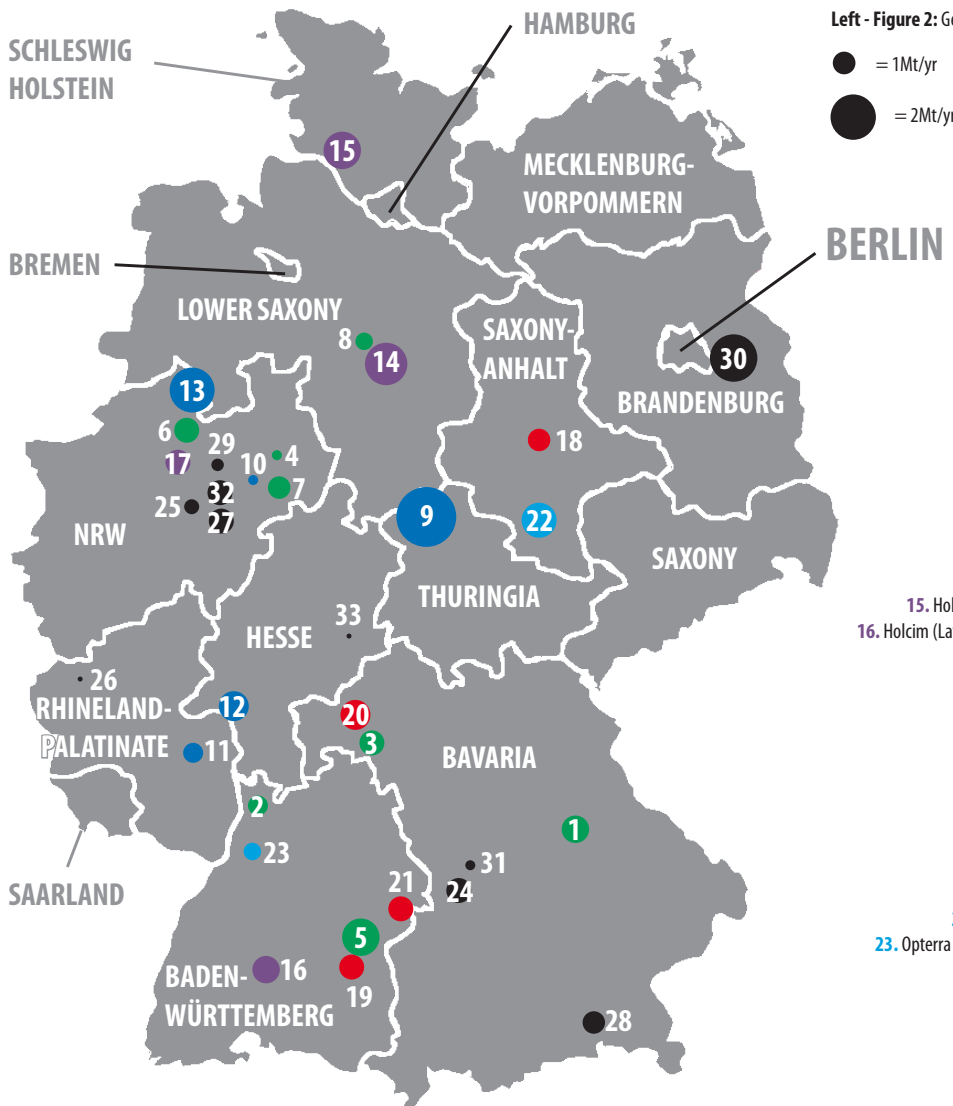 HAMBURG
Left - Figure 2: Ge
SCHLESWIG
HOLSTEIN
= 1Mt/yr
= 2Mt/yr
15
MECKLENBURG-
VORPOMMERN
BERLIN
BREMEN
LOWER SAXONY
SAXONY-
ANHALT
8
14
30
13
BRANDENBURG
6
29
4
18
17
10
7
32
25
27
9
22
NRW
SAXONY
THURINGIA
15. Hol
33
HESSE
16. Holcim (La
26
RHINELAND-
PALATINATE
12
20
3
11
BAVARIA
2
1
23
31
SAARLAND
21
24
5
23. Opterra
16
BADEN-
WÜRTTEMBERG
19
28